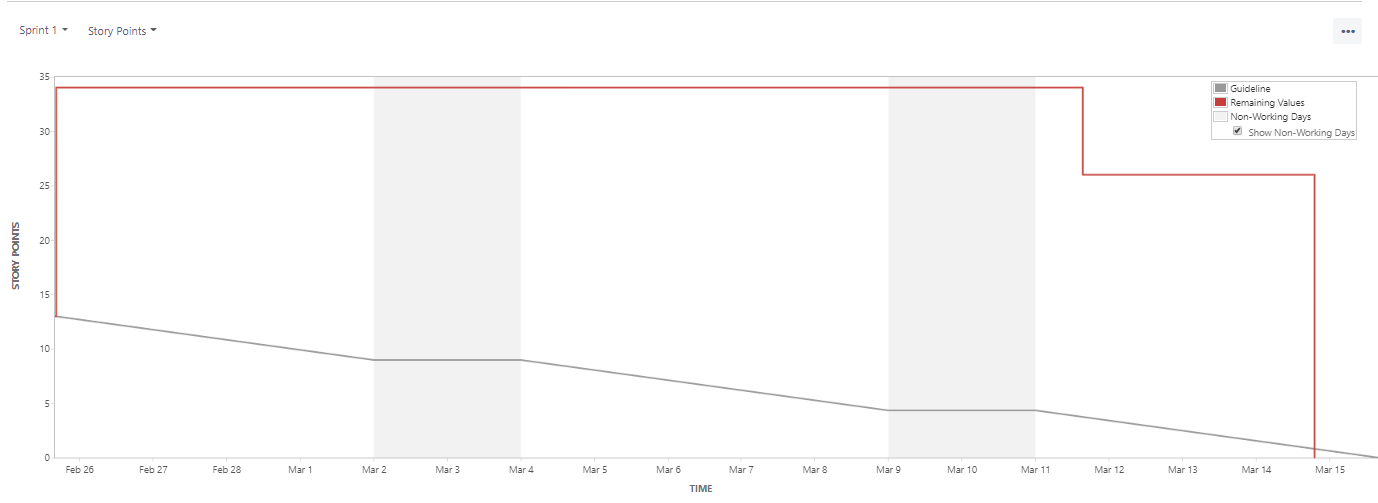 Sprint 1 Story Points
•••
Guideline
Remaining Values
Non-Working Days
Show Non-Working Days
STORY POINTS
35
30
25
20
15
10
5
0
Feb 26 Feb 27 Feb 28 Mar 1 Mar 2 Mar 3 Mar 4 Mar 5 Mar 6 Mar 7 Mar 8 Mar 9 Mar 10 Mar 11 Mar 12 Mar 13 Mar 14 Mar 15
TIME